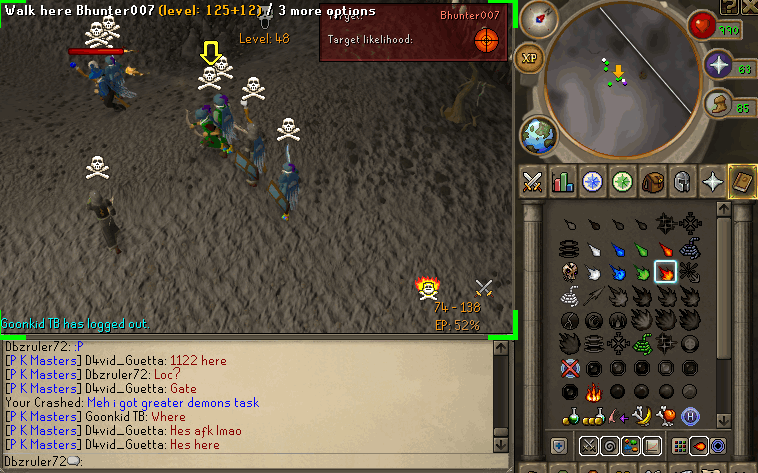 Walk here Bhunter007 (level: 125+12) / 3 more options
Target:
Bhunter007
Level: 48
Target likelihood:
990
XP
63
85
74 - 138
EP: 52%
Goonkid TB has logged out.
Dbzruler72: :P
[P K Masters] D4vid_Guetta: 1122 here
[P K Masters] Dbzruler72: Loc?
[P K Masters] D4vid_Guetta: Gate
Your Crashed: Meh i got greater demons task
[P K Masters] Goonkid TB: Where
[P K Masters] D4vid_Guetta: Hes afk lmao
[P K Masters] D4vid_Guetta: Hes here
Dbzruler72: